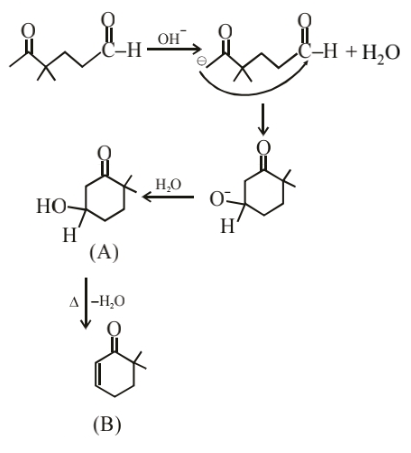 O O O O
C–H OH⁻ ⊖ C–H + H₂O
O O
HO H₂O O⁻
H H
(A)
Δ –H₂O
O
(B)